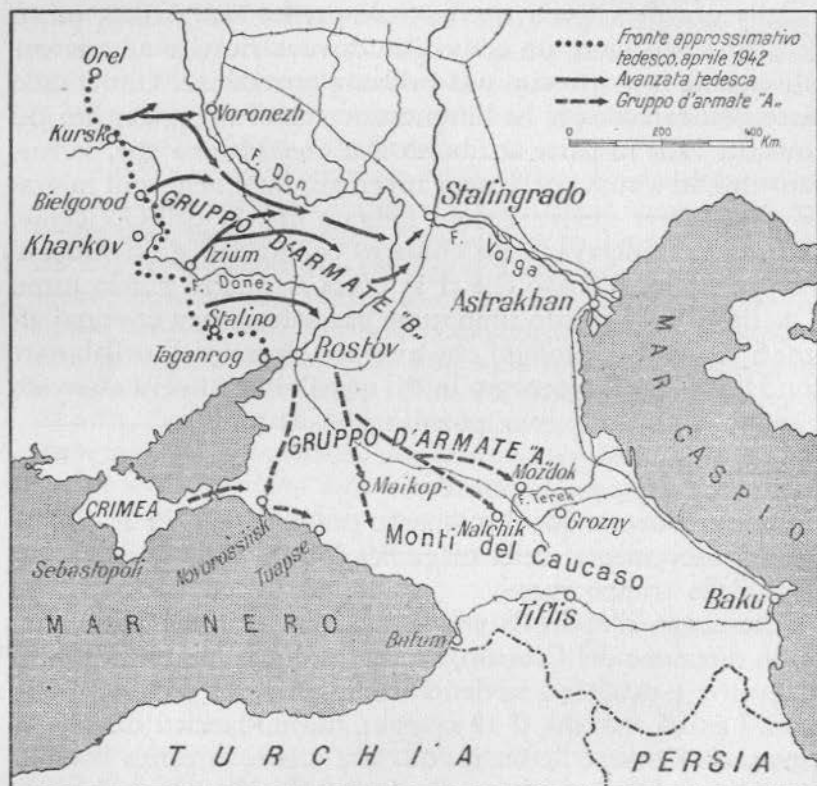 Orel
Fronte approssimativo
tedesco, aprile 1942
Avanzata tedesca
Gruppo d'armate "A"
0 400
Km.
Voronezh
Kursk
F. Don
Bielgorod
GRUPPO D'ARMATE "B"
Stalingrado
Kharkov
F. Volga
Izium
F. Donez
Astrakhan
Stalino
Taganrog
Rostov
MAR CASPIO
GRUPPO D'ARMATE "A"
Mozdok
Maikop
F. Terek
CRIMEA
Nalchik
Grozny
Monti del Caucaso
Sebastopoli
Novorossiisk
Tuapse
Tiflis
Baku
MAR NERO
Batum
TURCHIA
PERSIA